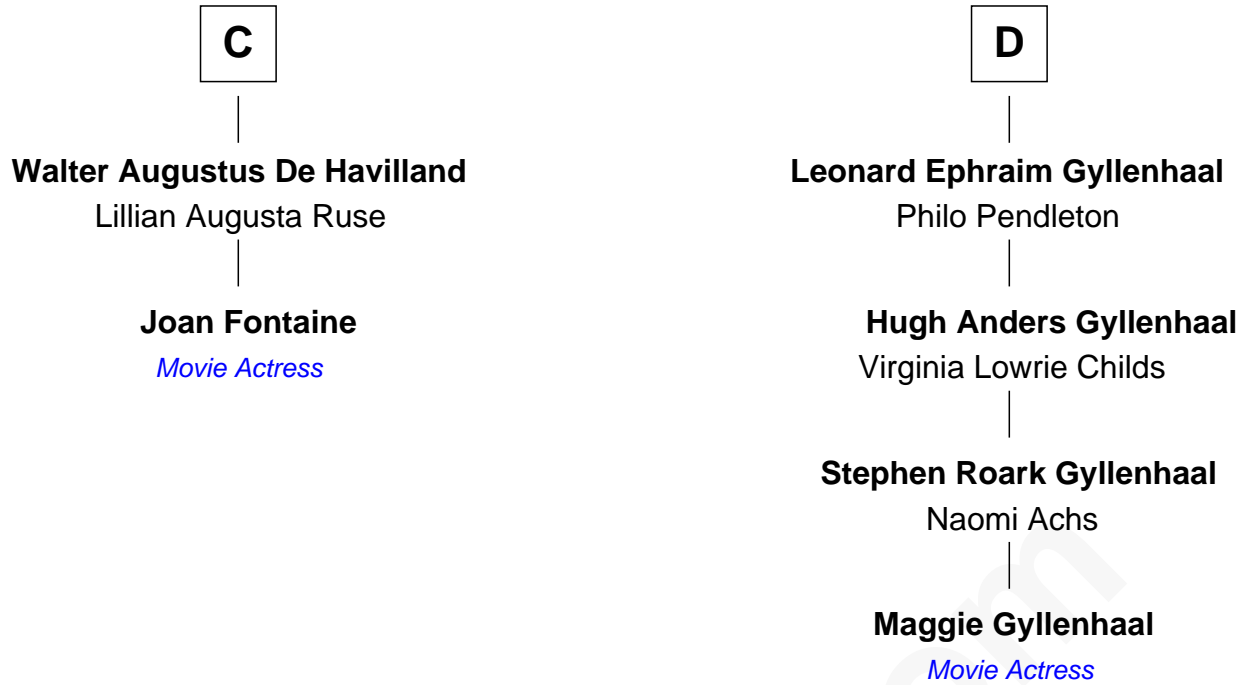 C
Walter Augustus De Havilland
Lillian Augusta Ruse
Joan Fontaine
Movie Actress
D
Leonard Ephraim Gyllenhaal
Philo Pendleton
Hugh Anders Gyllenhaal
Virginia Lowrie Childs
Stephen Roark Gyllenhaal
Naomi Achs
Maggie Gyllenhaal
Movie Actress